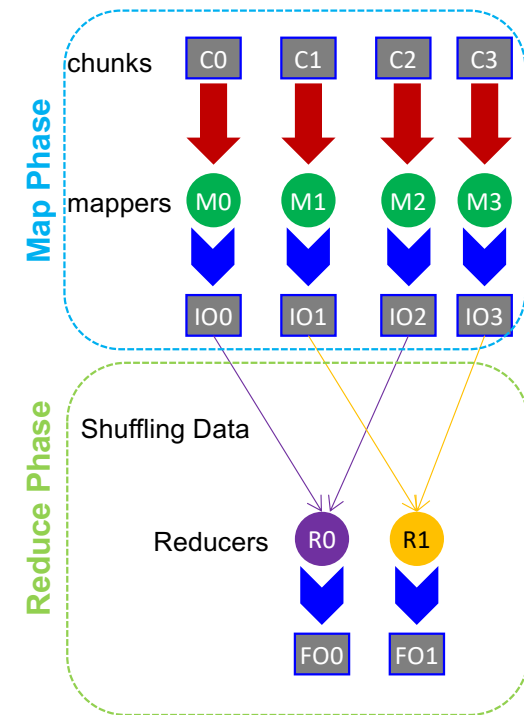 Map Phase
chunks
C0 C1 C2 C3
mappers
M0 M1 M2 M3
IO0 IO1 IO2 IO3
Reduce Phase
Shuffling Data
Reducers
R0 R1
FO0 FO1